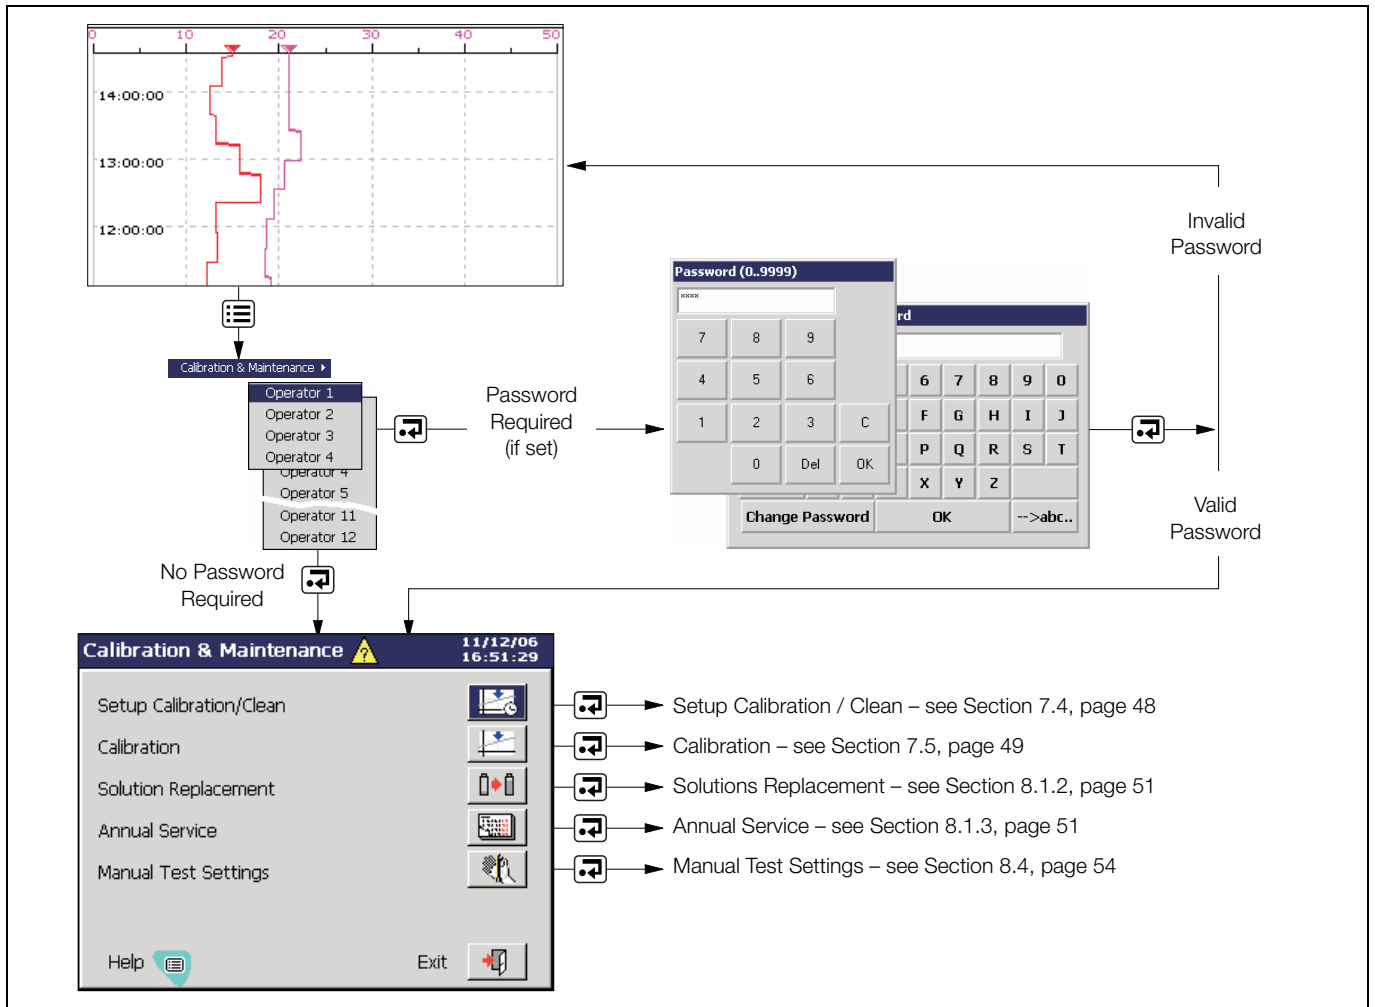 0 10 20 30 40 50
14:00:00
13:00:00
12:00:00
Invalid
Password
Calibration & Maintenance
Operator 1
Operator 2
Operator 3
Operator 4
Operator 4
Operator 5
Operator 11
Operator 12
Password
Required
(if set)
Password (0..9999)
xxxx
7 8 9
4 5 6
1 2 3 C
0 Del OK
rd
6 7 8 9 0
F G H I J
P Q R S T
X Y Z
Change Password OK -->abc..
Valid
Password
No Password
Required
Calibration & Maintenance ? 11/12/06
16:51:29
Setup Calibration/Clean
Calibration
Solution Replacement
Annual Service
Manual Test Settings
Help
Exit
Setup Calibration / Clean – see Section 7.4, page 48
Calibration – see Section 7.5, page 49
Solutions Replacement – see Section 8.1.2, page 51
Annual Service – see Section 8.1.3, page 51
Manual Test Settings – see Section 8.4, page 54